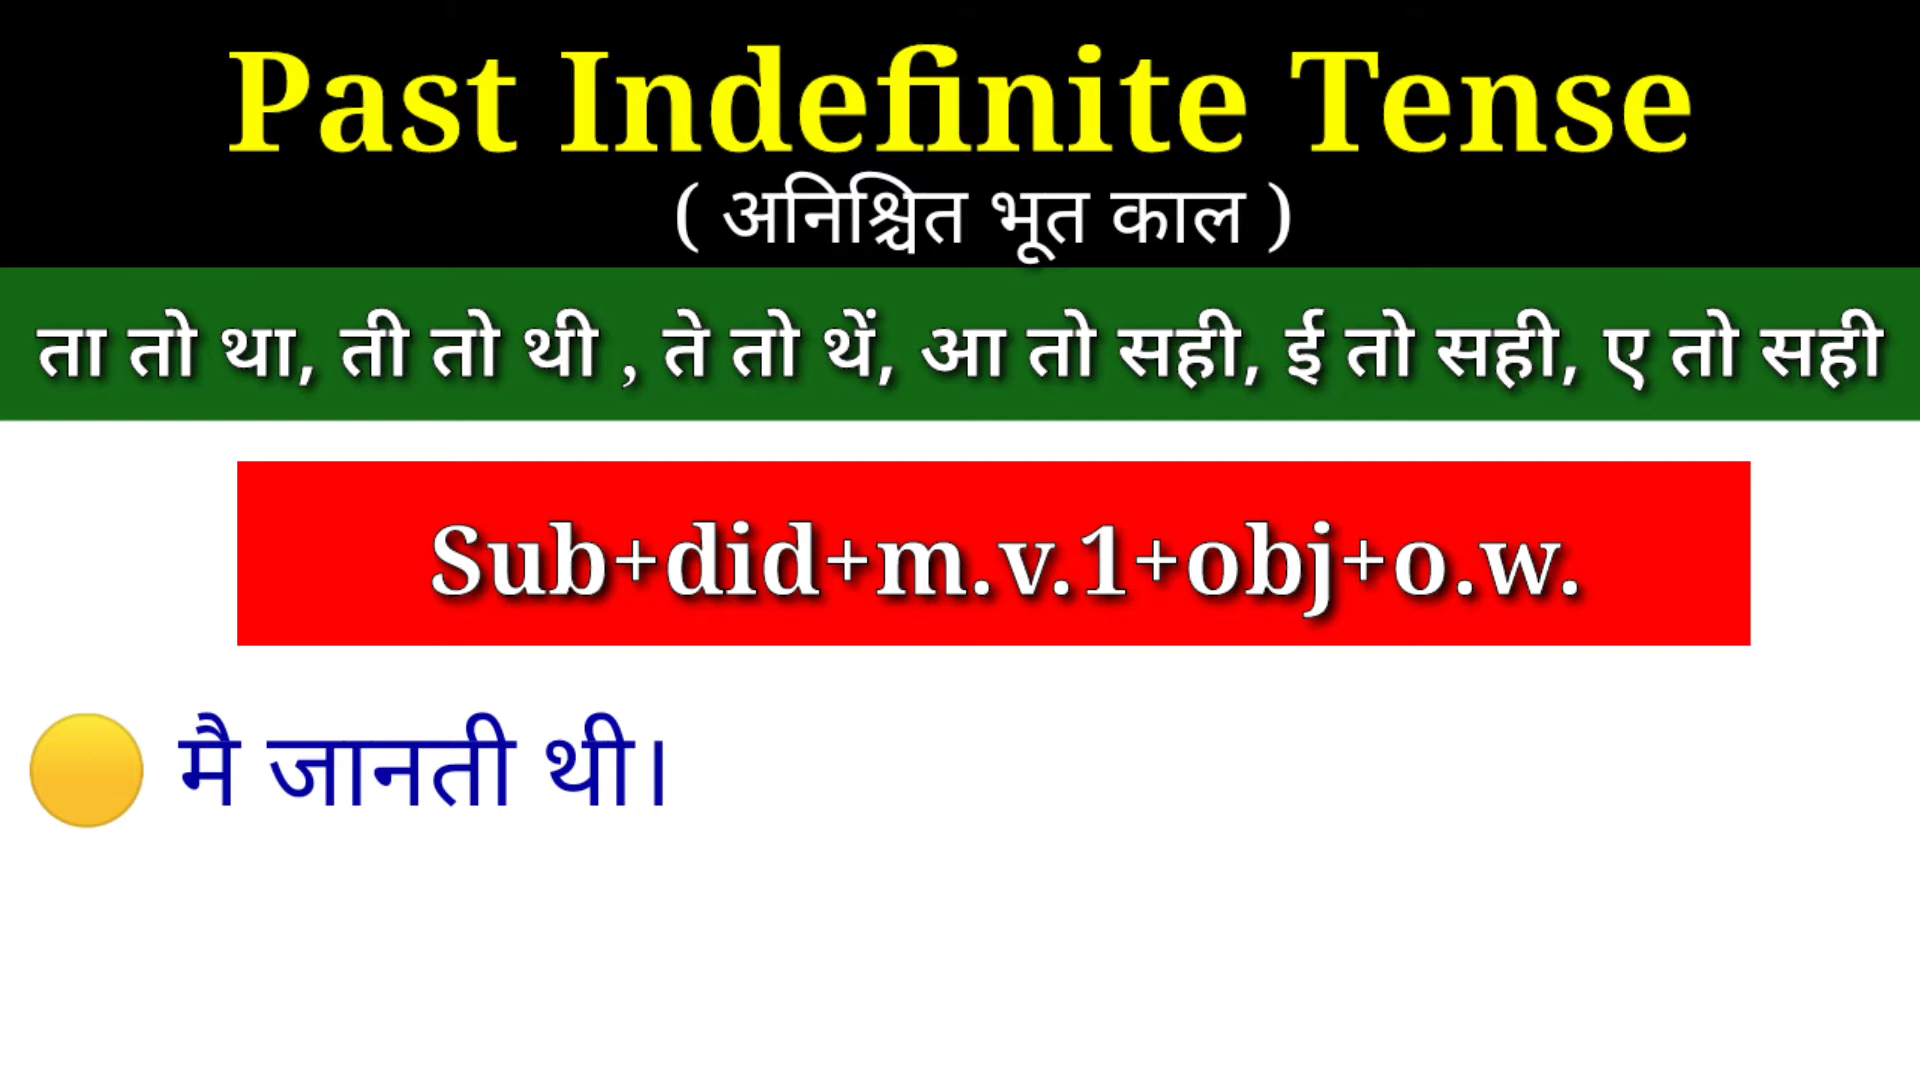 Past Indefinite Tense
( अनिश्चित भूत काल )
ता तो था, ती तो थी , ते तो थें, आ तो सही, ई तो सही, ए तो सही
Sub+did+m.v.1+obj+o.w.
मै जानती थी।